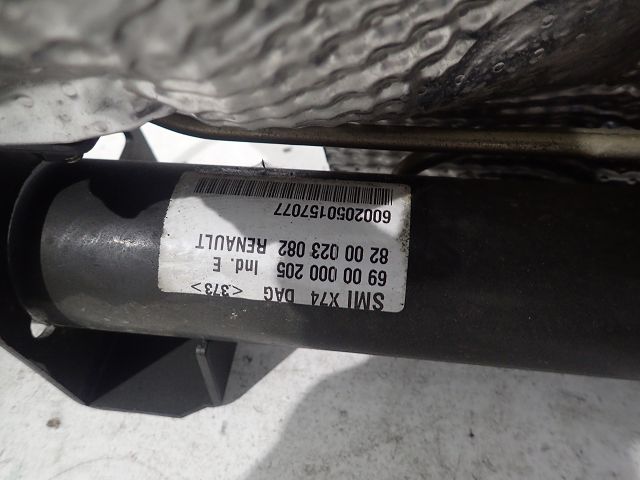 SMI X74 DAG <373>
69 00 000 205 Ind. E
82 00 023 082 RENAULT
6002050157077